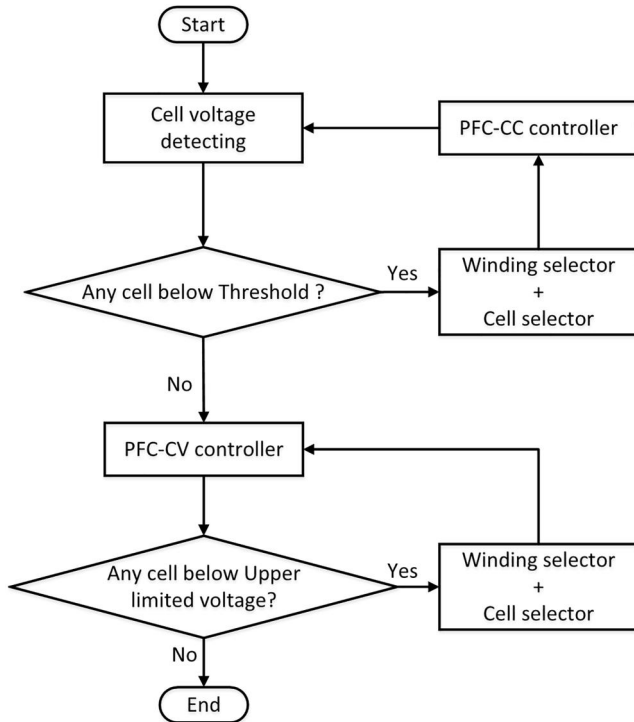 Start
Cell voltage
detecting
PFC-CC controller
Any cell below Threshold ?
Yes
Winding selector
+
Cell selector
No
PFC-CV controller
Any cell below Upper
limited voltage?
Yes
Winding selector
+
Cell selector
No
End